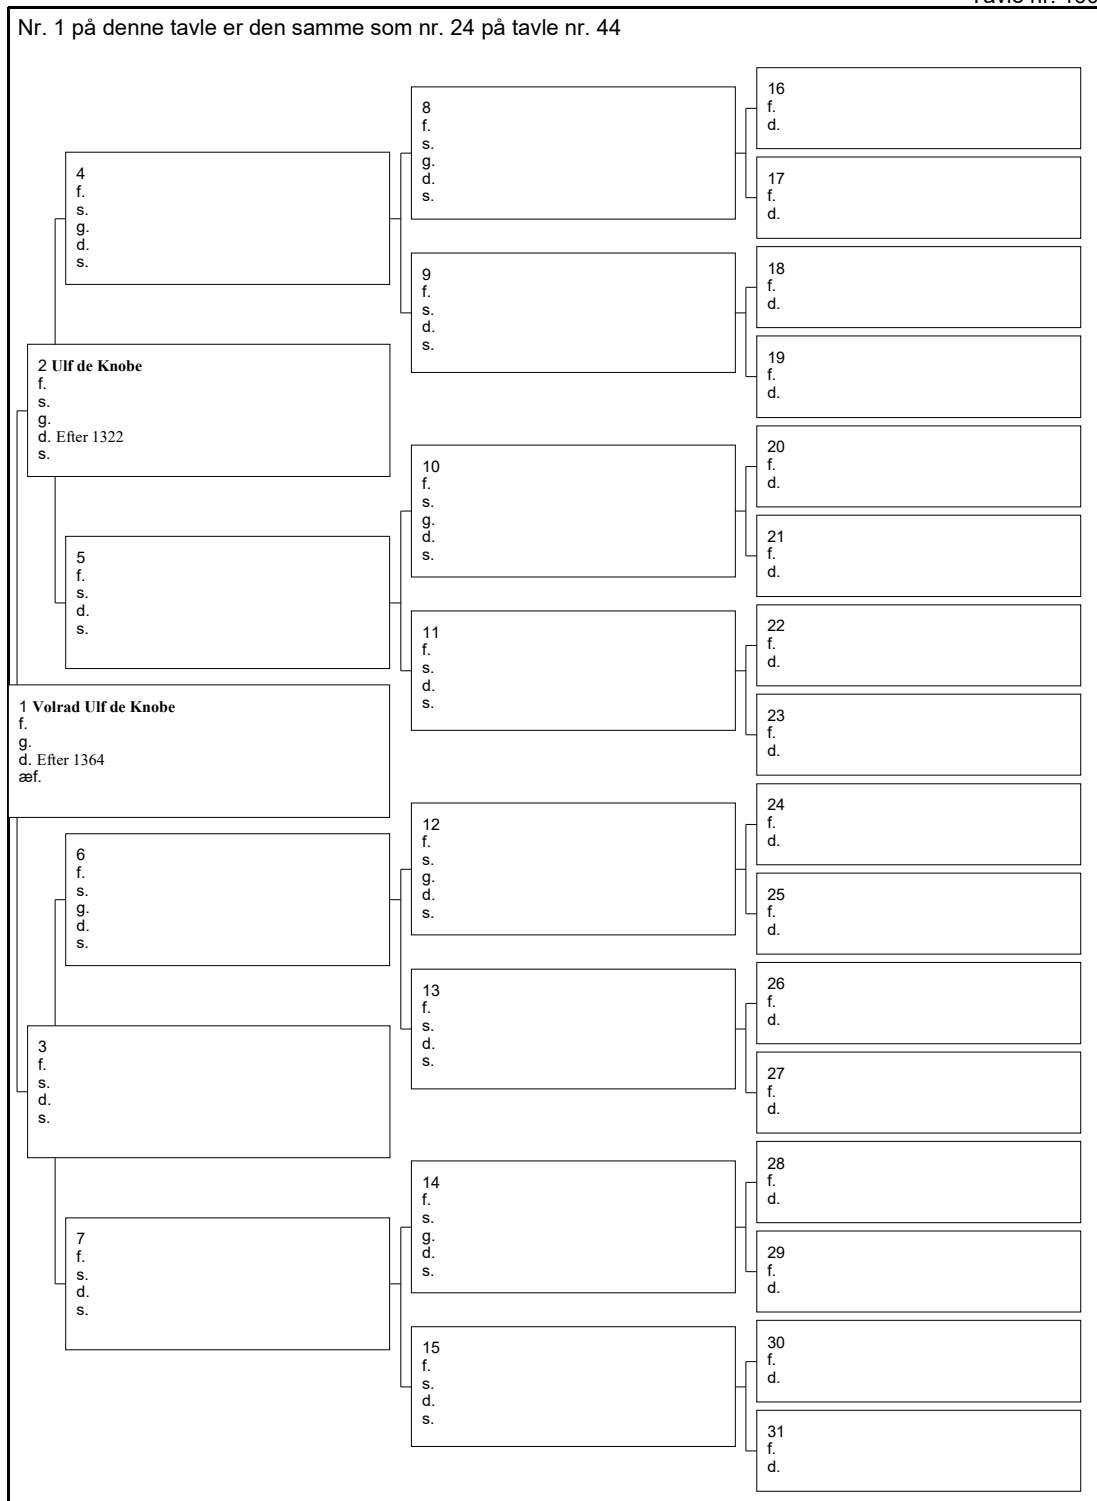 Nr. 1 på denne tavle er den samme som nr. 24 på tavle nr. 44
16
f.
d.
8
f.
s.
g.
d.
s.
17
f.
d.
4
f.
s.
g.
d.
s.
18
f.
d.
9
f.
s.
d.
s.
19
f.
d.
2 Ulf de Knobe
f.
s.
g.
d. Efter 1322
s.
20
f.
d.
10
f.
s.
g.
d.
s.
21
f.
d.
5
f.
s.
d.
s.
22
f.
d.
11
f.
s.
d.
s.
23
f.
d.
1 Volrad Ulf de Knobe
f.
g.
d. Efter 1364
æf.
24
f.
d.
12
f.
s.
g.
d.
s.
25
f.
d.
6
f.
s.
g.
d.
s.
26
f.
d.
13
f.
s.
d.
s.
27
f.
d.
3
f.
s.
d.
s.
28
f.
d.
14
f.
s.
g.
d.
s.
29
f.
d.
7
f.
s.
d.
s.
30
f.
d.
15
f.
s.
d.
s.
31
f.
d.